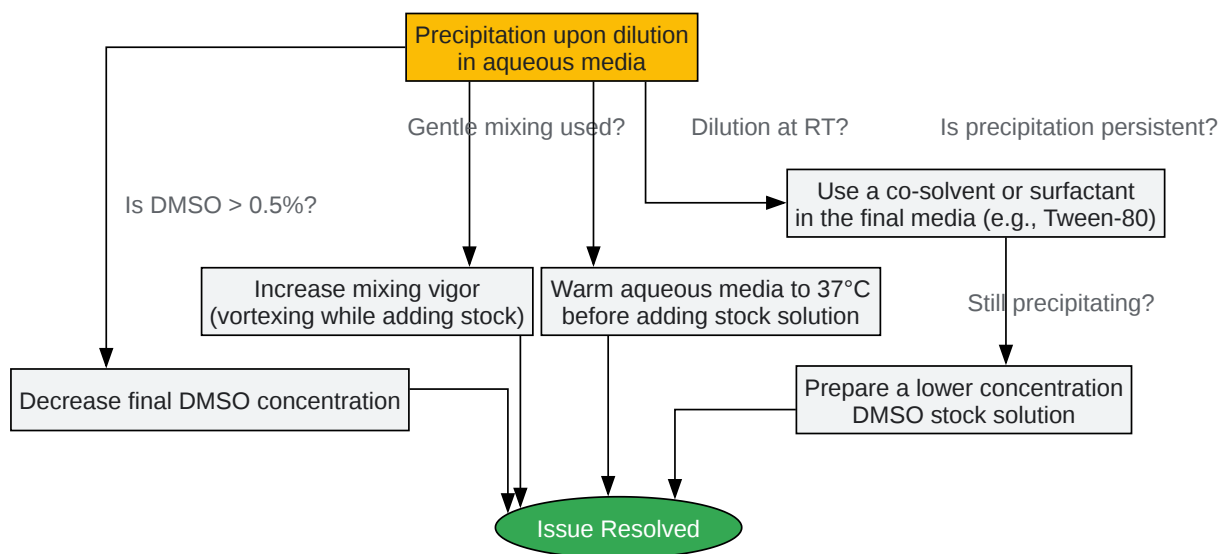 Precipitation upon dilution
in aqueous media
Gentle mixing used?
Dilution at RT?
Is precipitation persistent?
Is DMSO > 0.5%?
Use a co-solvent or surfactant
in the final media (e.g., Tween-80)
Increase mixing vigor
(vortexing while adding stock)
Warm aqueous media to 37°C
before adding stock solution
Still precipitating?
Decrease final DMSO concentration
Prepare a lower concentration
DMSO stock solution
Issue Resolved